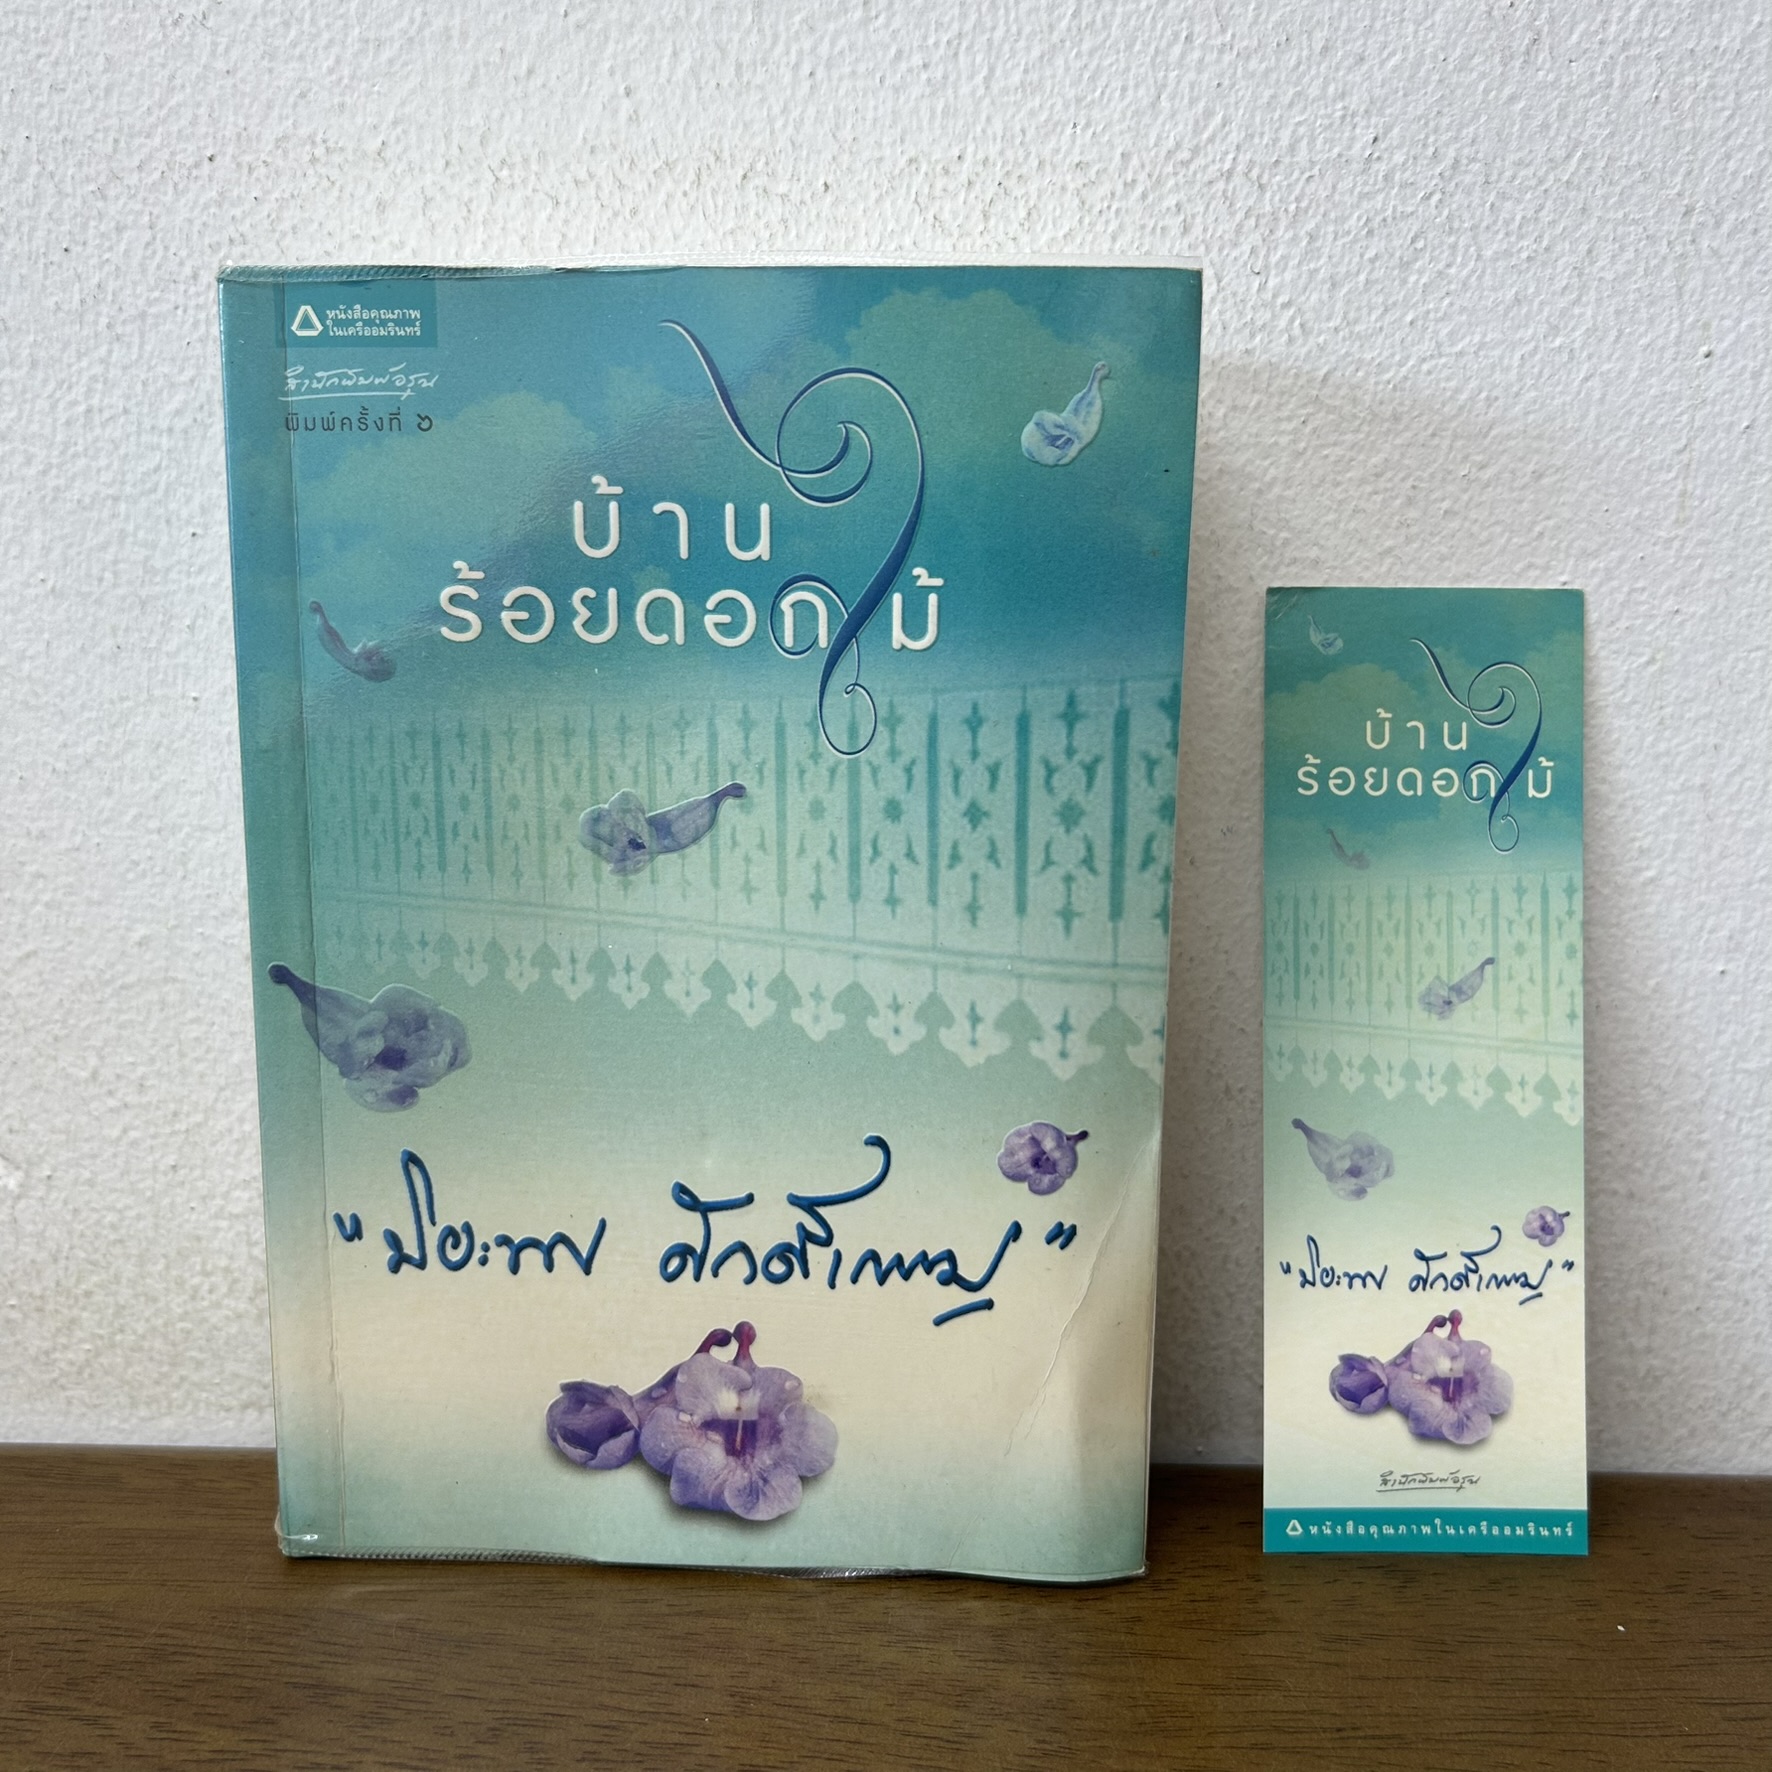 หนังสือคุณภาพ
ในเครืออมรินทร์
สำนักพิมพ์อรุณ
พิมพ์ครั้งที่ ๖
บ้าน
ร้อยดอกไม้
"ปิยะพร ศักดิ์เกษม"
บ้าน
ร้อยดอกไม้
"ปิยะพร ศักดิ์เกษม"
สำนักพิมพ์อรุณ
หนังสือคุณภาพในเครืออมรินทร์